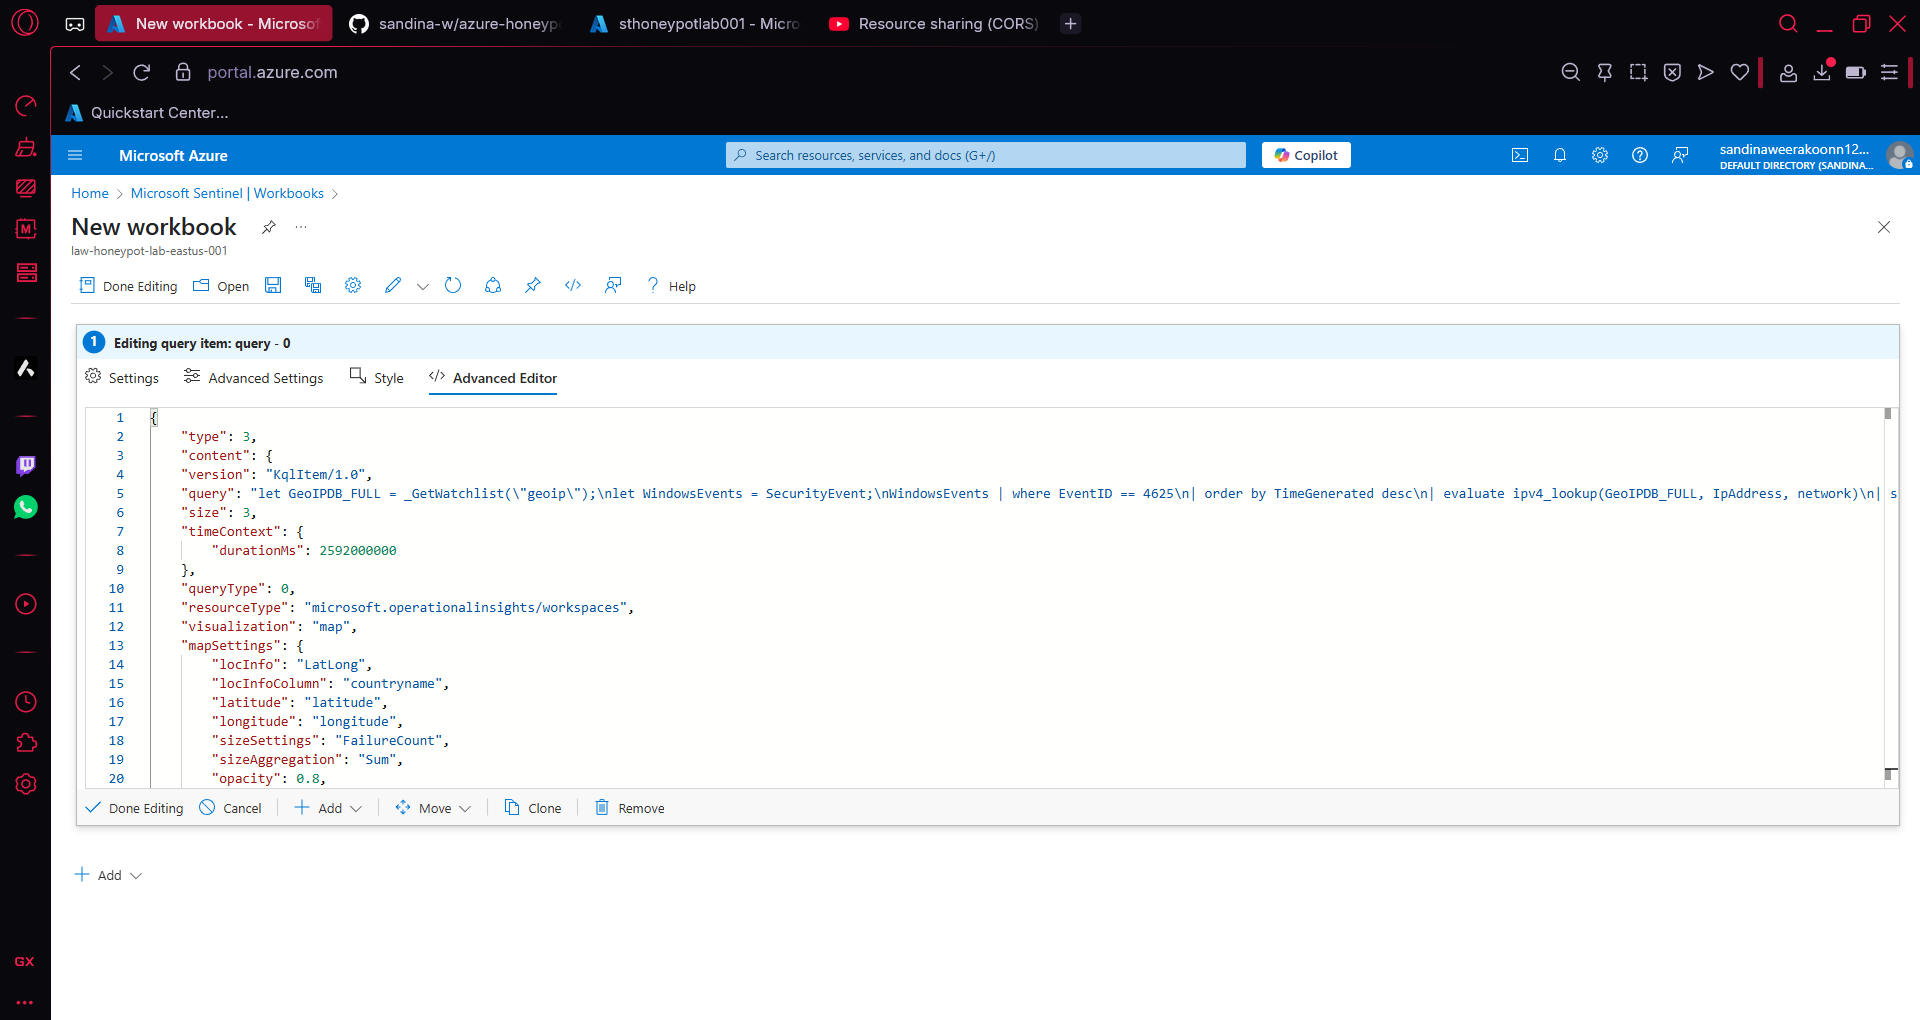 New workbook - Microsof
sandina-w/azure-honeyp
sthoneypotlab001 - Micro
Resource sharing (CORS)
portal.azure.com
Quickstart Center...
Microsoft Azure
Search resources, services, and docs (G+/)
Copilot
sandinaweerakoonn12...
DEFAULT DIRECTORY (SANDINA...
Home > Microsoft Sentinel | Workbooks >
New workbook
law-honeypot-lab-eastus-001
Done Editing
Open
Help
1 Editing query item: query - 0
Settings
Advanced Settings
Style
Advanced Editor
1 {
2 "type": 3,
3 "content": {
4 "version": "KqlItem/1.0",
5 "query": "let GeoIPDB_FULL = _GetWatchlist(\"geoip\");\nlet WindowsEvents = SecurityEvent;\nWindowsEvents | where EventID == 4625\n| order by TimeGenerated desc\n| evaluate ipv4_lookup(GeoIPDB_FULL, IpAddress, network)\n| s
6 "size": 3,
7 "timeContext": {
8 "durationMs": 2592000000
9 },
10 "queryType": 0,
11 "resourceType": "microsoft.operationalinsights/workspaces",
12 "visualization": "map",
13 "mapSettings": {
14 "locInfo": "LatLong",
15 "locInfoColumn": "countryname",
16 "latitude": "latitude",
17 "longitude": "longitude",
18 "sizeSettings": "FailureCount",
19 "sizeAggregation": "Sum",
20 "opacity": 0.8,
Done Editing
Cancel
Add
Move
Clone
Remove
Add
GX